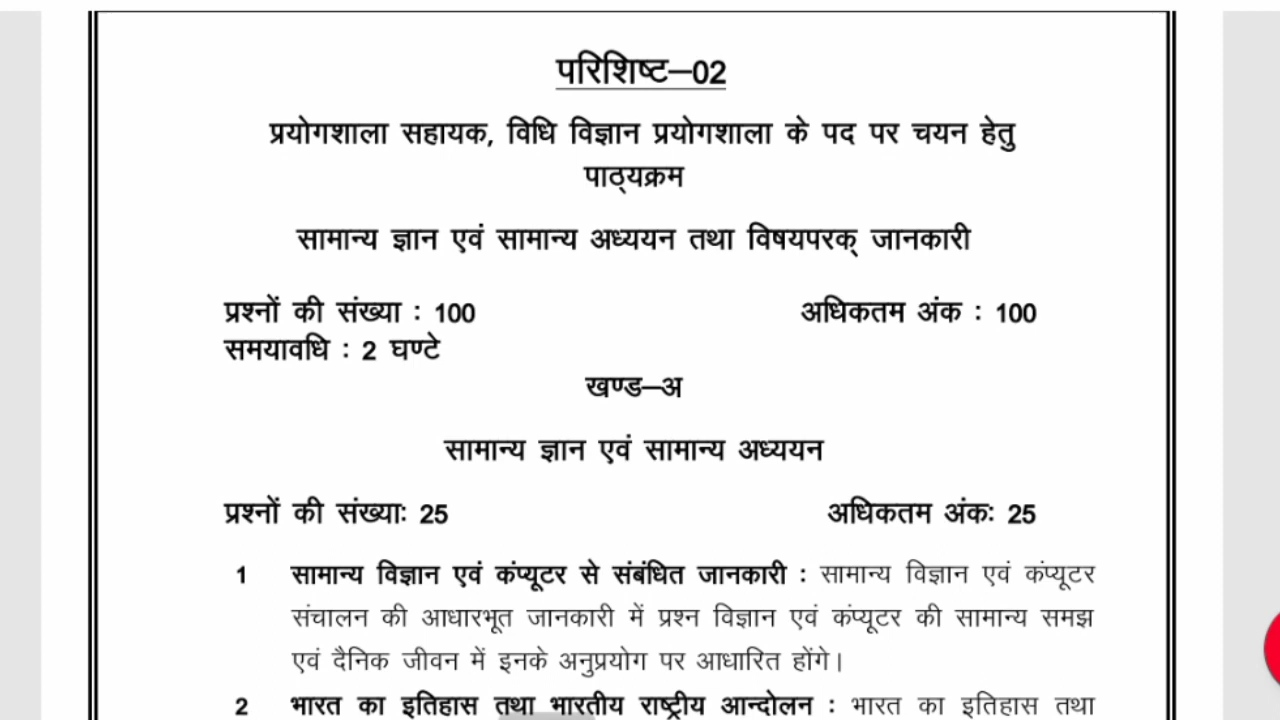 परिशिष्ट–02
प्रयोगशाला सहायक, विधि विज्ञान प्रयोगशाला के पद पर चयन हेतु
पाठ्यक्रम
सामान्य ज्ञान एवं सामान्य अध्ययन तथा विषयपरक् जानकारी
प्रश्नों की संख्या : 100 अधिकतम अंक : 100
समयावधि : 2 घण्टे
खण्ड–अ
सामान्य ज्ञान एवं सामान्य अध्ययन
प्रश्नों की संख्याः 25 अधिकतम अंकः 25
1 सामान्य विज्ञान एवं कंप्यूटर से संबंधित जानकारी : सामान्य विज्ञान एवं कंप्यूटर
संचालन की आधारभूत जानकारी में प्रश्न विज्ञान एवं कंप्यूटर की सामान्य समझ
एवं दैनिक जीवन में इनके अनुप्रयोग पर आधारित होंगे।
2 भारत का इतिहास तथा भारतीय राष्ट्रीय आन्दोलन : भारत का इतिहास तथा